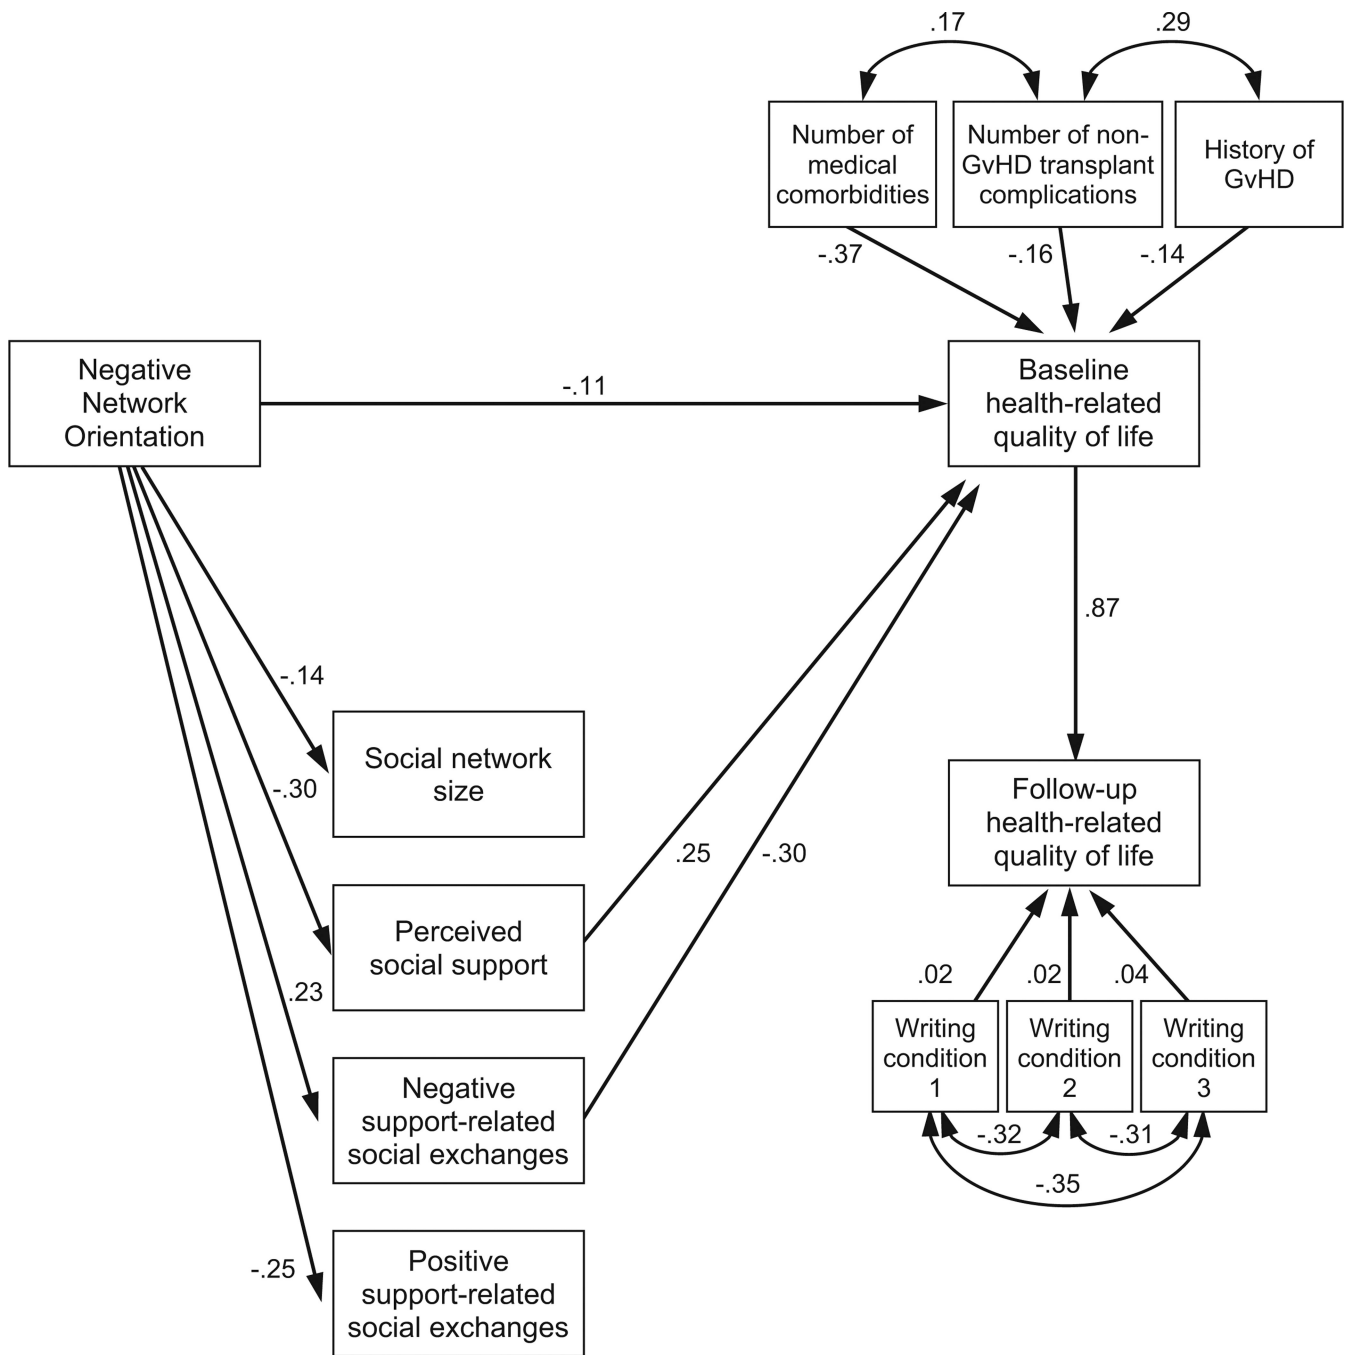 .17
.29
Number of
medical
comorbidities
Number of non-
GvHD transplant
complications
History of
GvHD
-.37
-.16
-.14
Negative
Network
Orientation
-.11
Baseline
health-related
quality of life
.87
-.14
Social network
size
-.30
Perceived
social support
.25
-.30
.23
Negative
support-related
social exchanges
-.25
Positive
support-related
social exchanges
Follow-up
health-related
quality of life
.02
.02
.04
Writing
condition
1
Writing
condition
2
Writing
condition
3
-.32
-.31
-.35